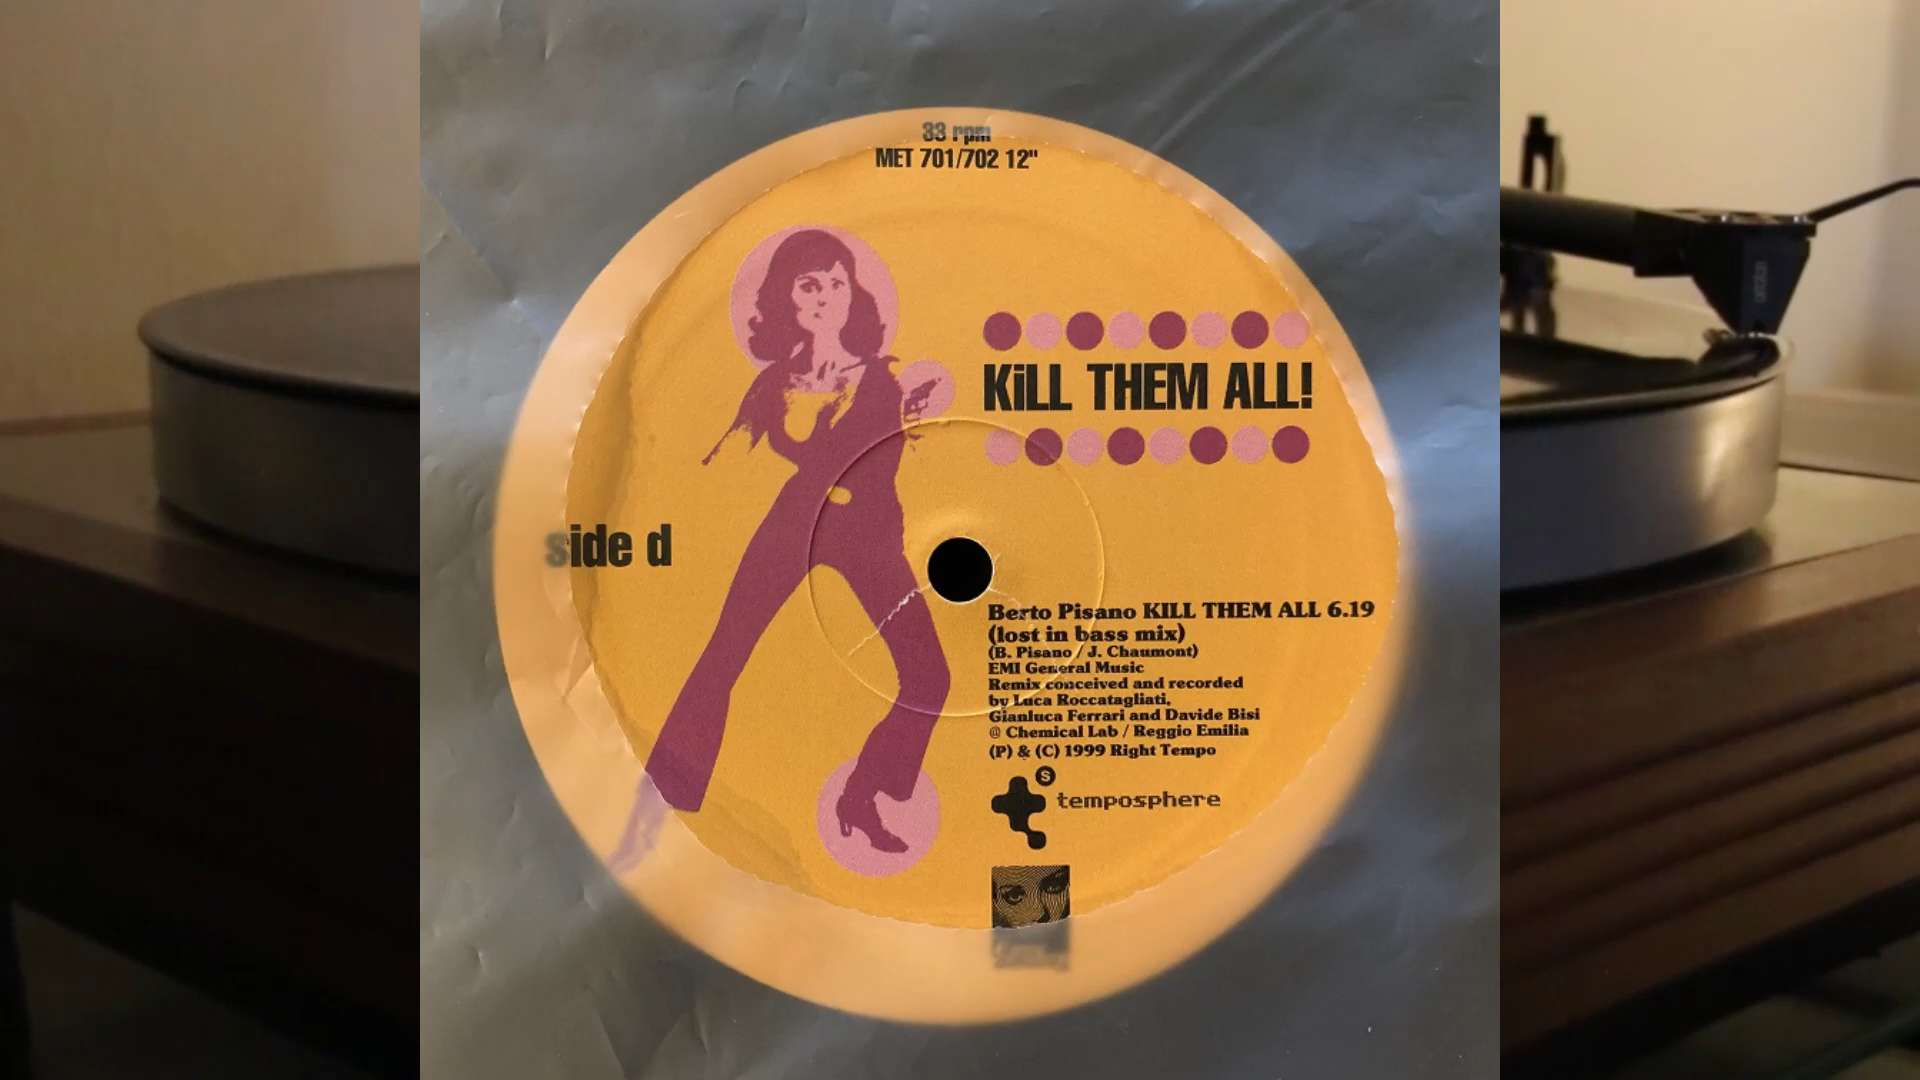 33 rpm
MET 701/702 12"
KiLL THEM ALL!
side d
Berto Pisano KILL THEM ALL 6.19
(lost in bass mix)
(B. Pisano / J. Chaumont)
EMI General Music
Remix conceived and recorded
by Luca Roccatagliati,
Gianluca Ferrari and Davide Bisi
@ Chemical Lab / Reggio Emilia
(P) & (C) 1999 Right Tempo
S
temposphere
ortofon